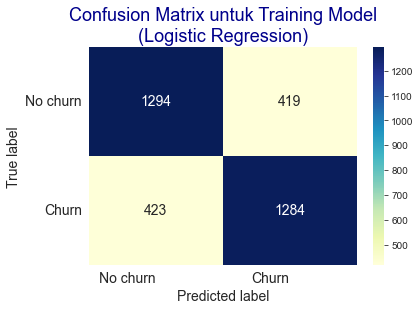 Confusion Matrix untuk Training Model
(Logistic Regression)
No churn
1294
419
Churn
423
1284
No churn
Churn
Predicted label
True label
1200
1100
1000
900
800
700
600
500